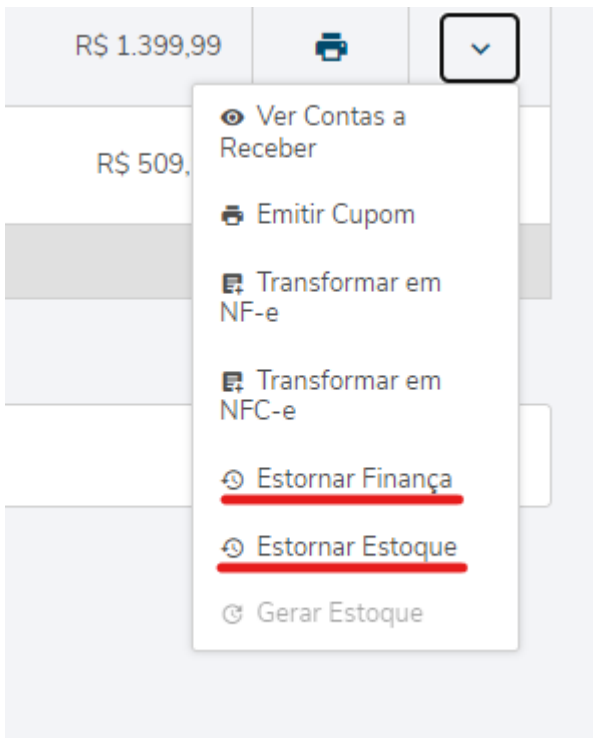 R$ 1.399,99
Ver Contas a
Receber
R$ 509,
Emitir Cupom
Transformar em
NF-e
Transformar em
NFC-e
Estornar Finança
Estornar Estoque
Gerar Estoque